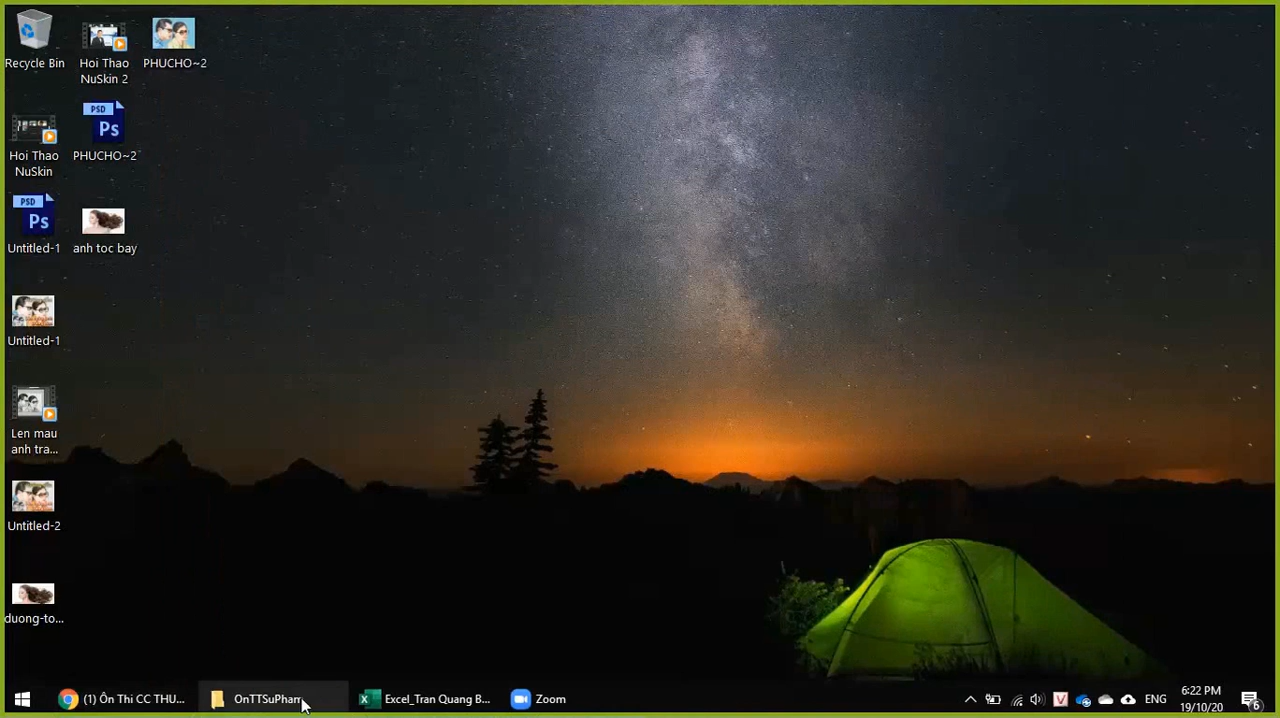 Recycle Bin
Hoi Thao
NuSkin 2
PHUCHO~2
PSD
Ps
Hoi Thao
NuSkin
PHUCHO~2
PSD
Ps
Untitled-1
anh toc bay
Untitled-1
Len mau
anh tra...
Untitled-2
duong-to...
(1) Ôn Thi CC THU...
OnTTSuPham
Excel_Tran Quang B...
Zoom
V
ENG
6:22 PM
19/10/20
6